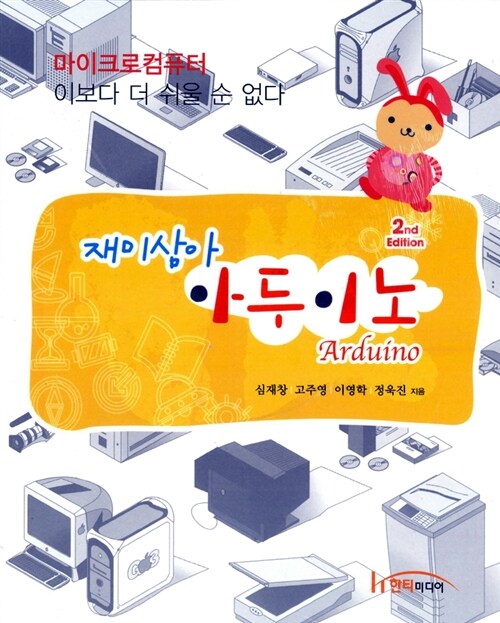 마이크로컴퓨터
이보다 더 쉬울 순 없다
2nd
Edition
재미삼아
아두이노
Arduino
심재창 고주영 이영학 정욱진 지음
한티미디어